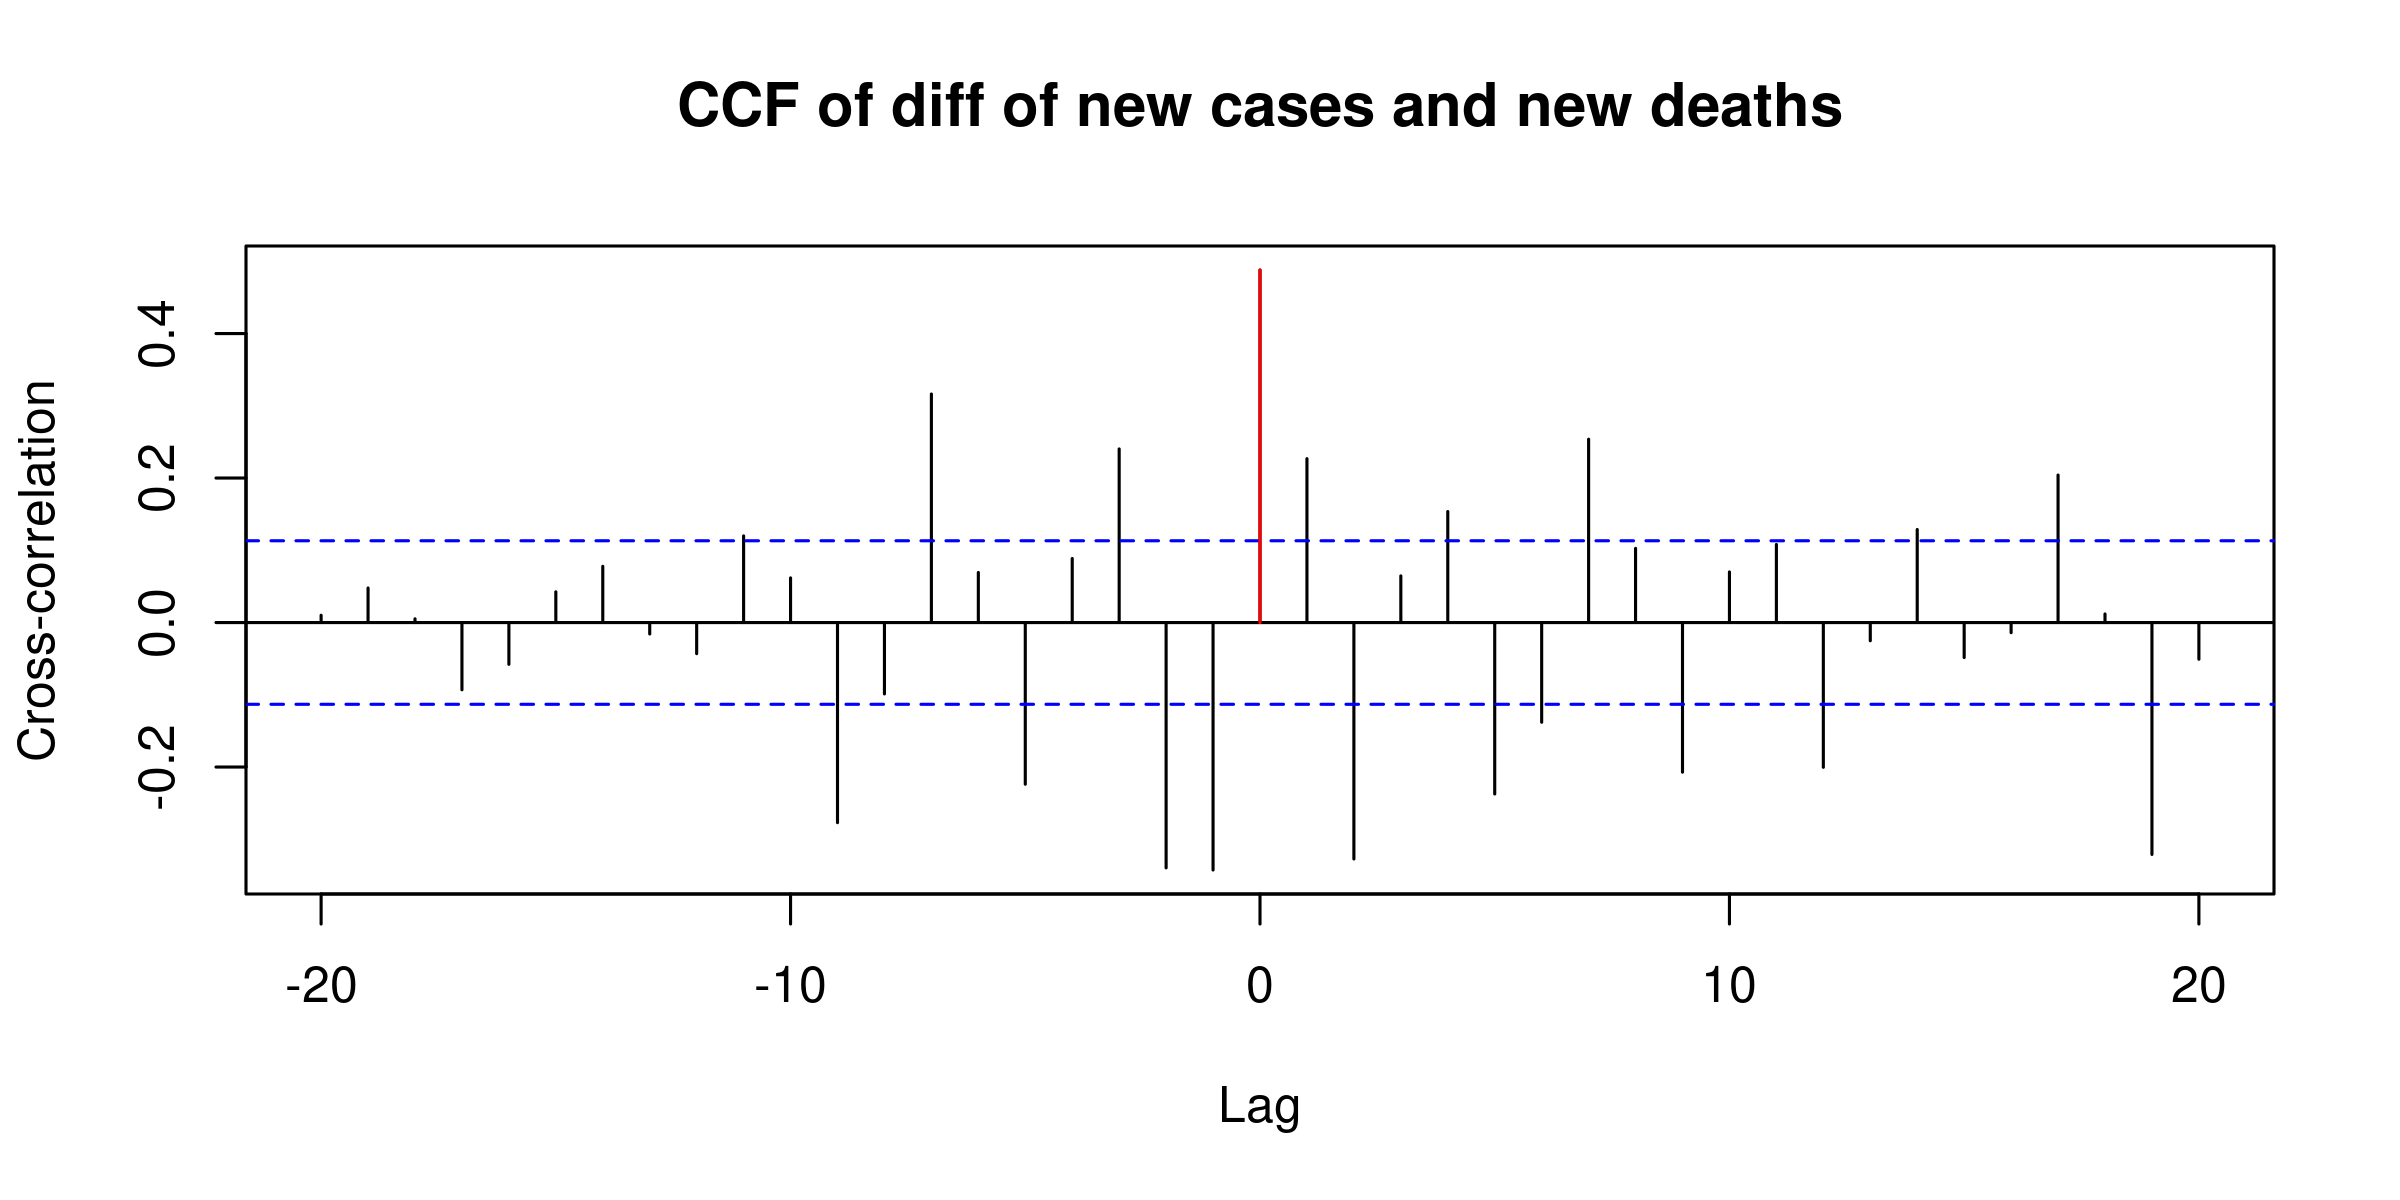 CCF of diff of new cases and new deaths
Cross-correlation
0.4
0.2
0.0
-0.2
-20 -10 0 10 20
Lag